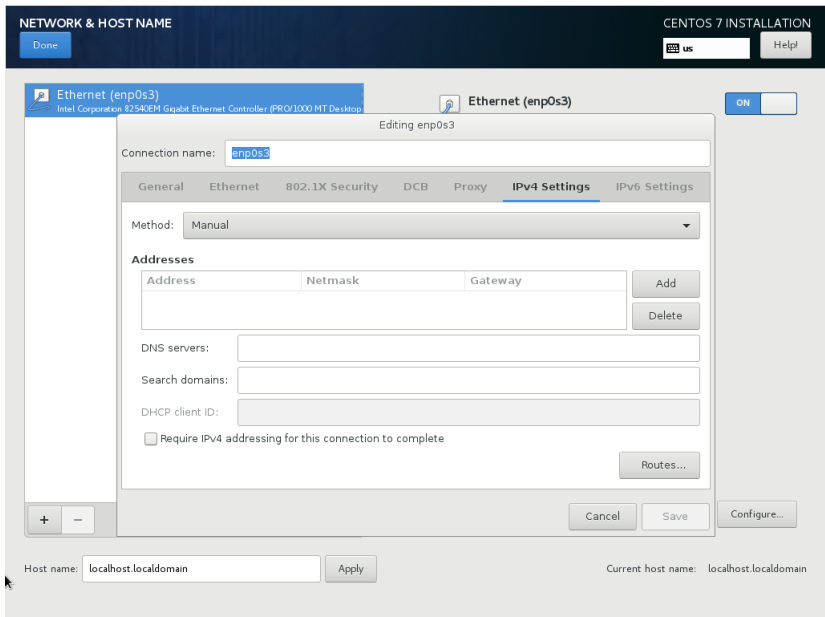 NETWORK & HOST NAME
CENTOS 7 INSTALLATION
Done
us
Help!
Ethernet (enp0s3)
Intel Corporation 82540EM Gigabit Ethernet Controller (PRO/1000 MT Desktop
Ethernet (enp0s3)
ON
Editing enp0s3
Connection name: enp0s3
General Ethernet 802.1X Security DCB Proxy IPv4 Settings IPv6 Settings
Method: Manual
Addresses
Address Netmask Gateway
Add
Delete
DNS servers:
Search domains:
DHCP client ID:
Require IPv4 addressing for this connection to complete
Routes...
+ −
Cancel Save
Configure...
Host name: localhost.localdomain Apply
Current host name: localhost.localdomain